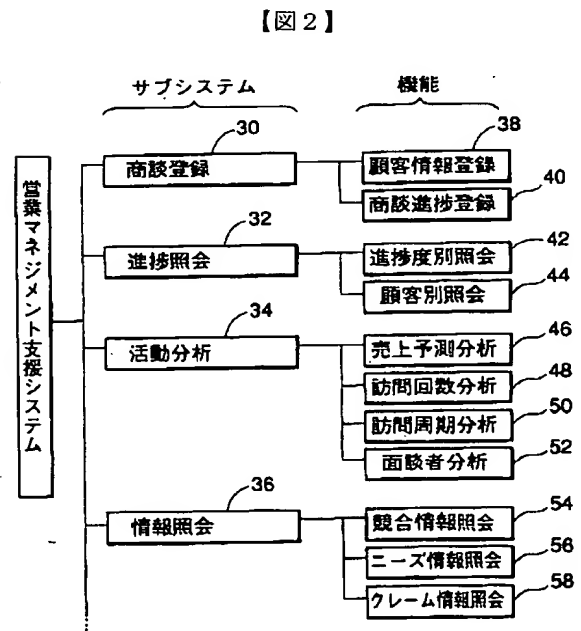 【図2】
サブシステム
機能
営業マネジメント支援システム
30
商談登録
38
顧客情報登録
40
商談進捗登録
32
進捗照会
42
進捗度別照会
44
顧客別照会
34
活動分析
46
売上予測分析
48
訪問回数分析
50
訪問周期分析
52
面談者分析
36
情報照会
54
競合情報照会
56
ニーズ情報照会
58
クレーム情報照会